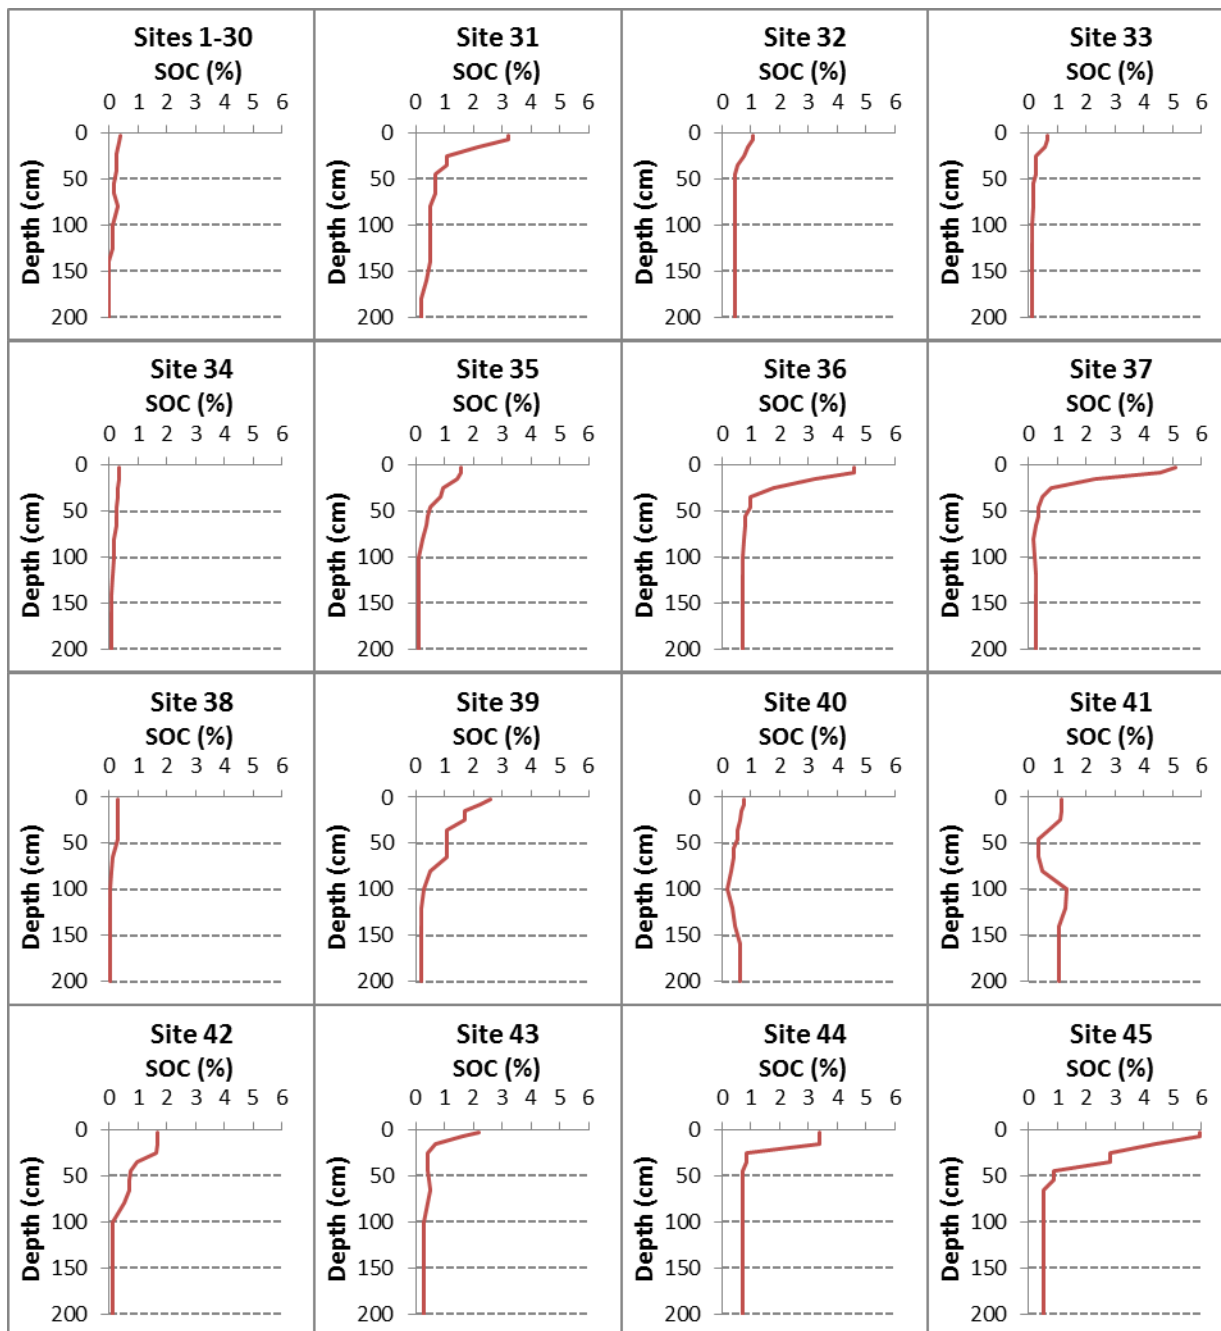 Sites 1-30
SOC (%)
0 1 2 3 4 5 6
0
50
100
150
200
Depth (cm)
Site 31
SOC (%)
0 1 2 3 4 5 6
0
50
100
150
200
Depth (cm)
Site 32
SOC (%)
0 1 2 3 4 5 6
0
50
100
150
200
Depth (cm)
Site 33
SOC (%)
0 1 2 3 4 5 6
0
50
100
150
200
Depth (cm)
Site 34
SOC (%)
0 1 2 3 4 5 6
0
50
100
150
200
Depth (cm)
Site 35
SOC (%)
0 1 2 3 4 5 6
0
50
100
150
200
Depth (cm)
Site 36
SOC (%)
0 1 2 3 4 5 6
0
50
100
150
200
Depth (cm)
Site 37
SOC (%)
0 1 2 3 4 5 6
0
50
100
150
200
Depth (cm)
Site 38
SOC (%)
0 1 2 3 4 5 6
0
50
100
150
200
Depth (cm)
Site 39
SOC (%)
0 1 2 3 4 5 6
0
50
100
150
200
Depth (cm)
Site 40
SOC (%)
0 1 2 3 4 5 6
0
50
100
150
200
Depth (cm)
Site 41
SOC (%)
0 1 2 3 4 5 6
0
50
100
150
200
Depth (cm)
Site 42
SOC (%)
0 1 2 3 4 5 6
0
50
100
150
200
Depth (cm)
Site 43
SOC (%)
0 1 2 3 4 5 6
0
50
100
150
200
Depth (cm)
Site 44
SOC (%)
0 1 2 3 4 5 6
0
50
100
150
200
Depth (cm)
Site 45
SOC (%)
0 1 2 3 4 5 6
0
50
100
150
200
Depth (cm)